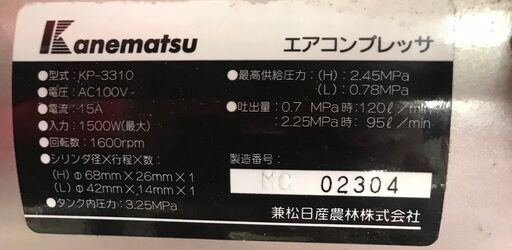 Kanematsu
エアコンプレッサ
●型式: KP-3310
●電圧: AC100V~
●電流: 15A
●入力: 1500W(最大)
●回転数: 1600rpm
●シリンダ径×行程×数:
(H) Φ68mm×26mm×1
(L) Φ42mm×14mm×1
●タンク内圧力: 3.25MPa
●最高供給圧力: (H): 2.45MPa
(L): 0.78MPa
●吐出量: 0.7 MPa時: 120ℓ/min
2.25MPa時: 95ℓ/min
製造番号:
MC 02304
兼松日産農林株式会社